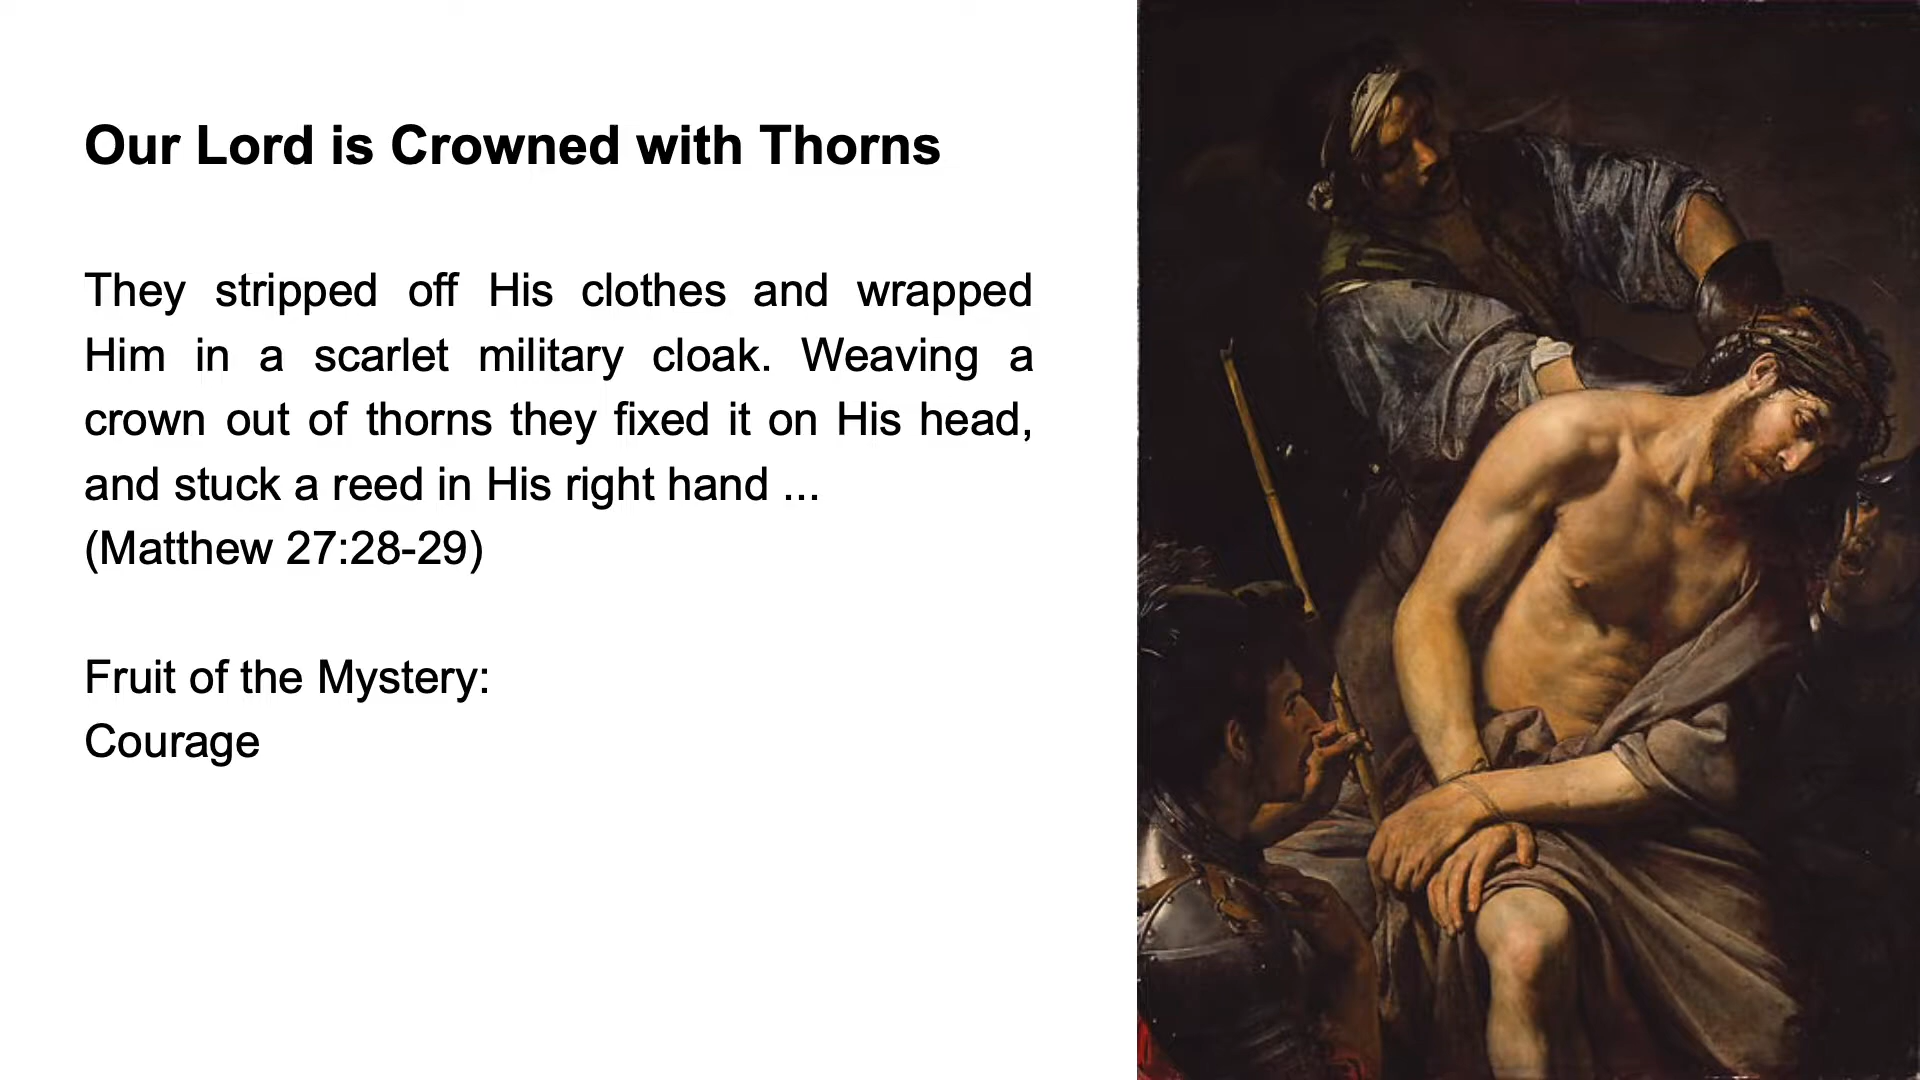 Our Lord is Crowned with Thorns
They stripped off His clothes and wrapped
Him in a scarlet military cloak. Weaving a
crown out of thorns they fixed it on His head,
and stuck a reed in His right hand ...
(Matthew 27:28-29)
Fruit of the Mystery:
Courage